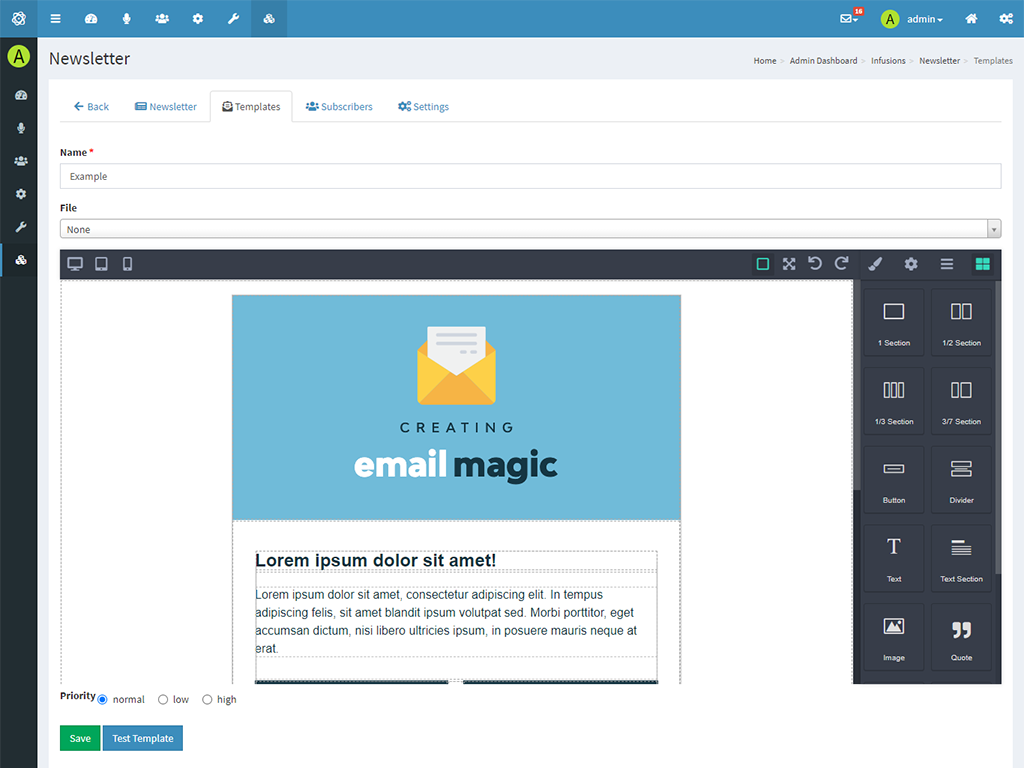 16
A admin
A
Newsletter
Home > Admin Dashboard > Infusions > Newsletter > Templates
Back Newsletter Templates Subscribers Settings
Name *
Example
File
None
1 Section 1/2 Section
1/3 Section 3/7 Section
Button Divider
T
Text Text Section
Image Quote
CREATING
email magic
Lorem ipsum dolor sit amet!
Lorem ipsum dolor sit amet, consectetur adipiscing elit. In tempus
adipiscing felis, sit amet blandit ipsum volutpat sed. Morbi porttitor, eget
accumsan dictum, nisi libero ultricies ipsum, in posuere mauris neque at
erat.
Priority normal low high
Save Test Template